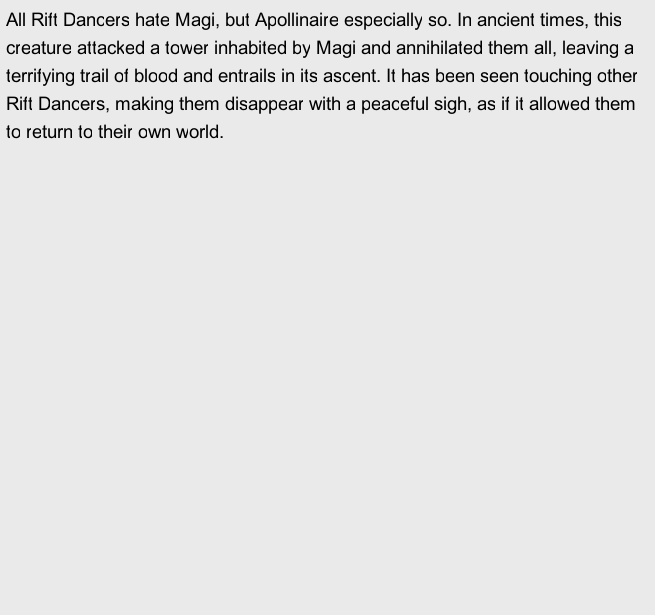 All Rift Dancers hate Magi, but Apollinaire especially so. In ancient times, this
creature attacked a tower inhabited by Magi and annihilated them all, leaving a
terrifying trail of blood and entrails in its ascent. It has been seen touching other
Rift Dancers, making them disappear with a peaceful sigh, as if it allowed them
to return to their own world.